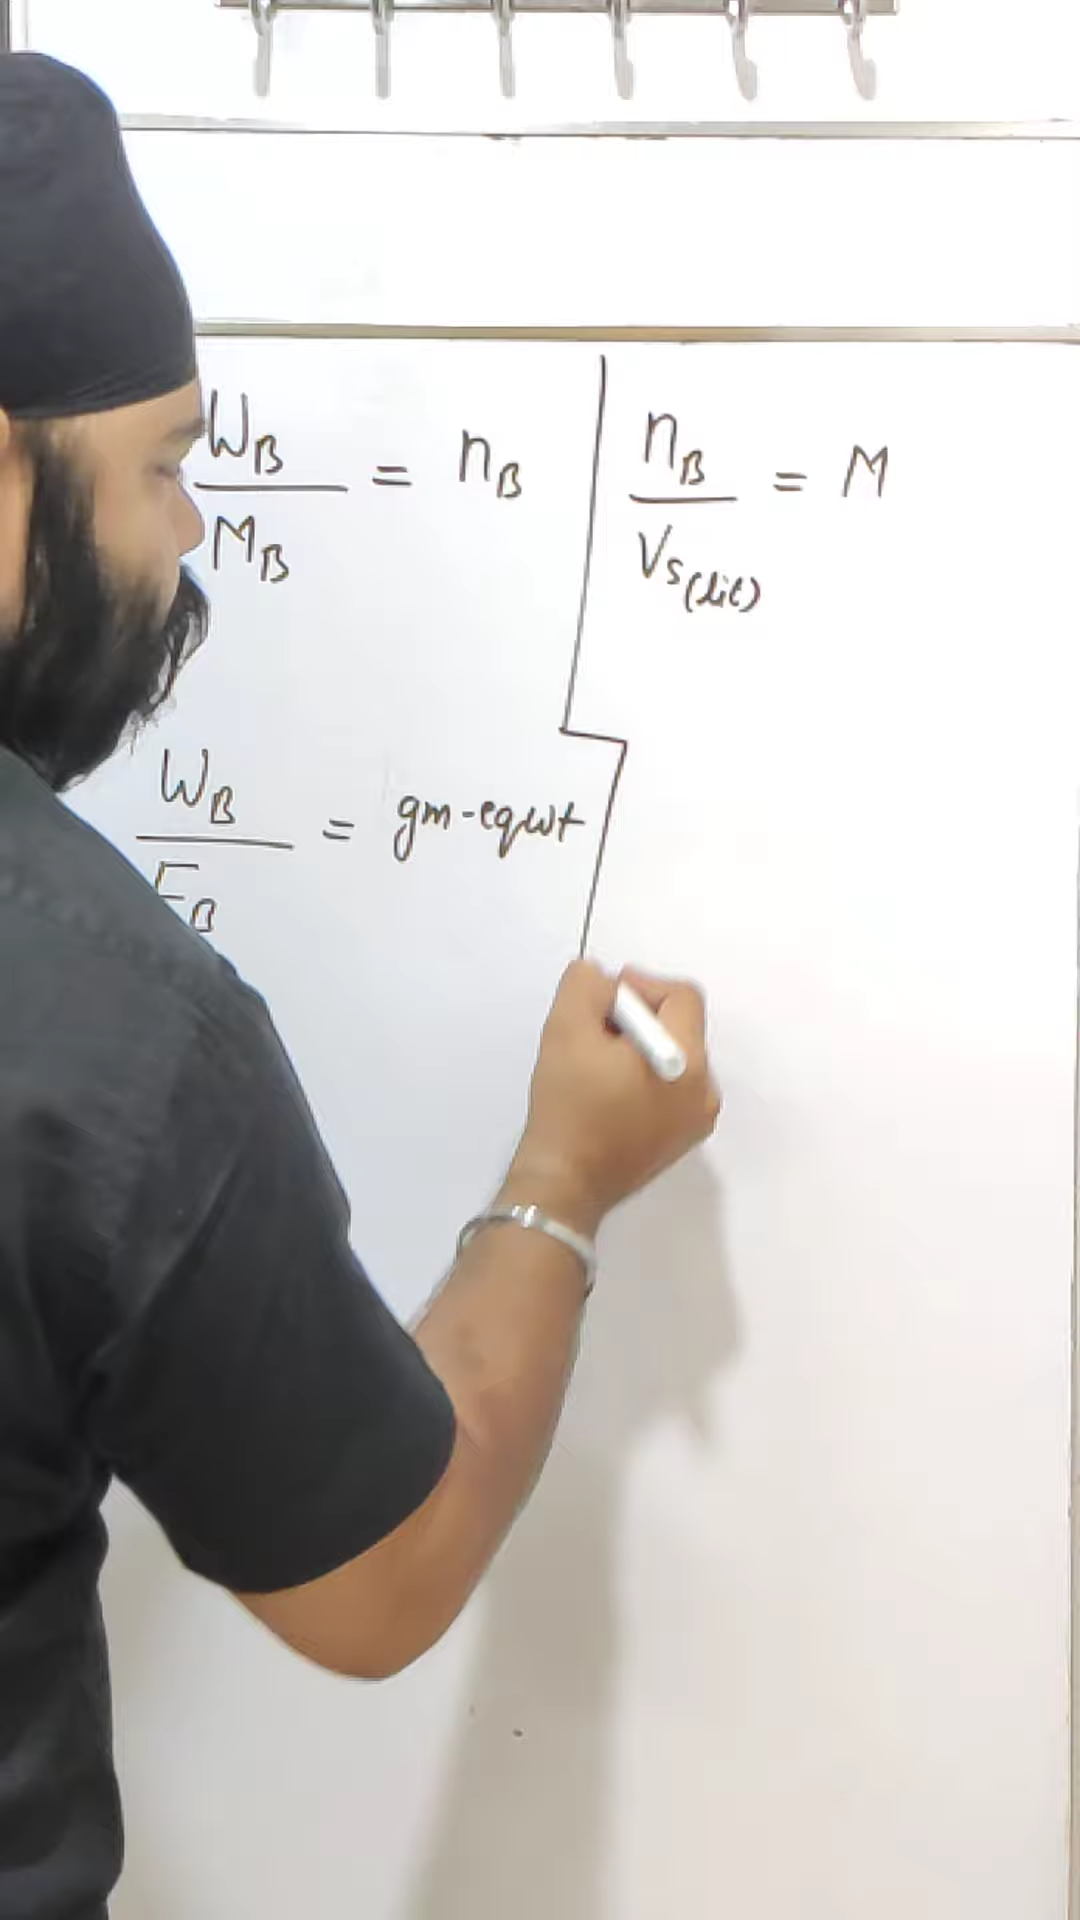 W_B / M_B = n_B
n_B / V_S(lit) = M
W_B / E_B = gm-eqwt